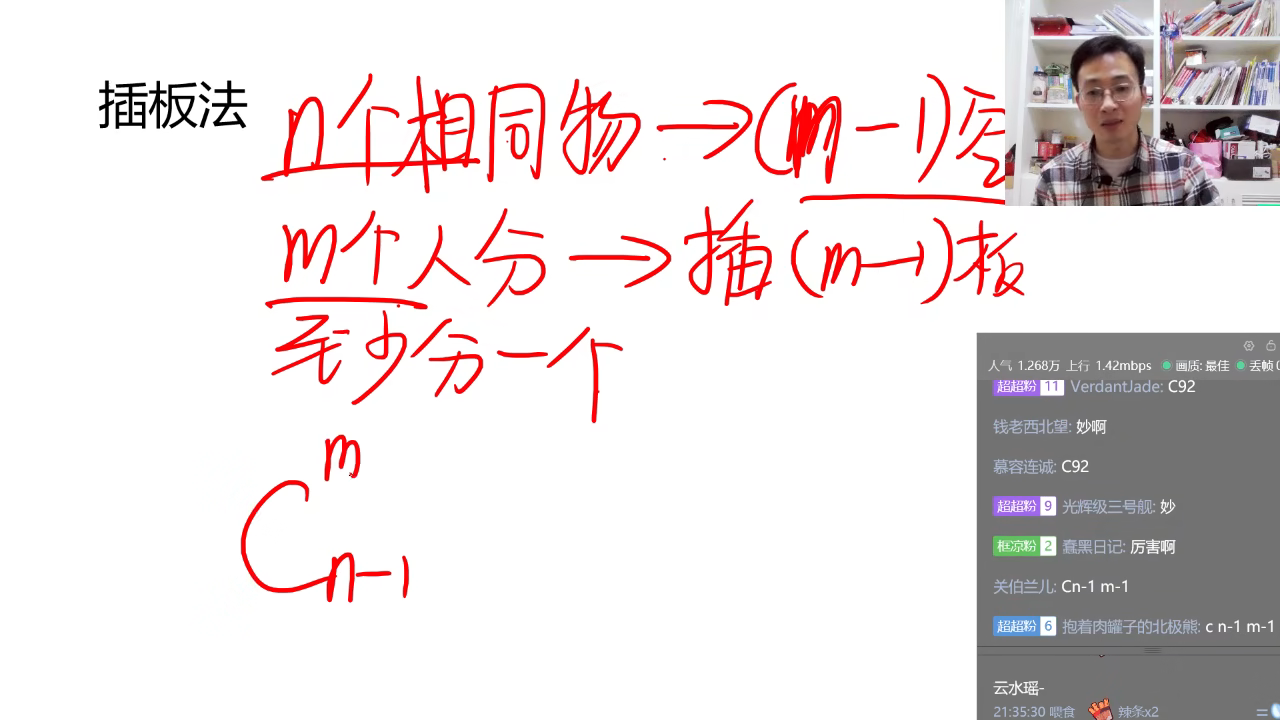 插板法
n个相同物→(n-1)空
m个人分→插(m-1)板
至少分一个
C
m
n-1
人气 1.268万 上行 1.42mbps 画质: 最佳 丢帧 0
超超粉 11 VerdantJade: C92
钱老西北望: 妙啊
慕容连诚: C92
超超粉 9 光辉级三号舰: 妙
框凉粉 2 蠢黑日记: 厉害啊
关伯兰儿: Cn-1 m-1
超超粉 6 抱着肉罐子的北极熊: c n-1 m-1
云水瑶-
21:35:30 喂食 辣条x2